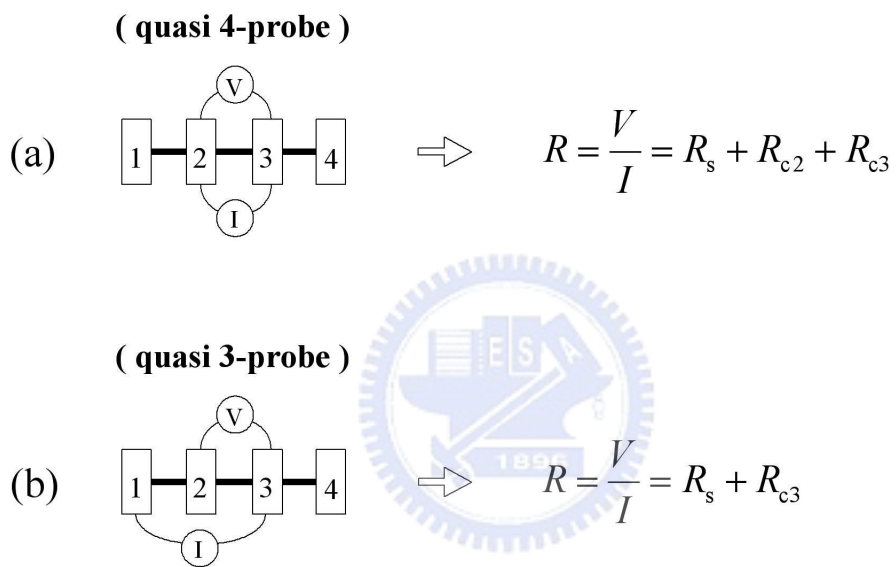 ( quasi 4-probe )
V
(a) 1 2 3 4 ⇨ R = V/I = Rs + Rc2 + Rc3
I
( quasi 3-probe )
V
E S A
(b) 1 2 3 4 ⇨ R = V/I = Rs + Rc3
1896
I